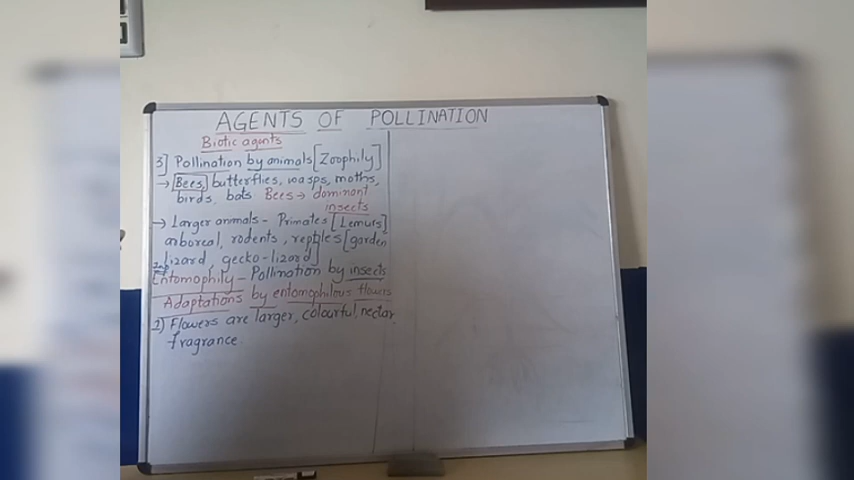 AGENTS OF POLLINATION
Biotic agents
3] Pollination by animals [Zoophily]
→ Bees, butterflies, wasps, moths,
birds, bats Bees → dominant
insects
→ Larger animals - Primates [Lemurs]
arboreal, rodents, reptiles [garden
lizard, gecko-lizard]
Imp
Entomophily - Pollination by insects
Adaptations by entomophilous flowers
1) Flowers are larger, colourful, nectar,
fragrance